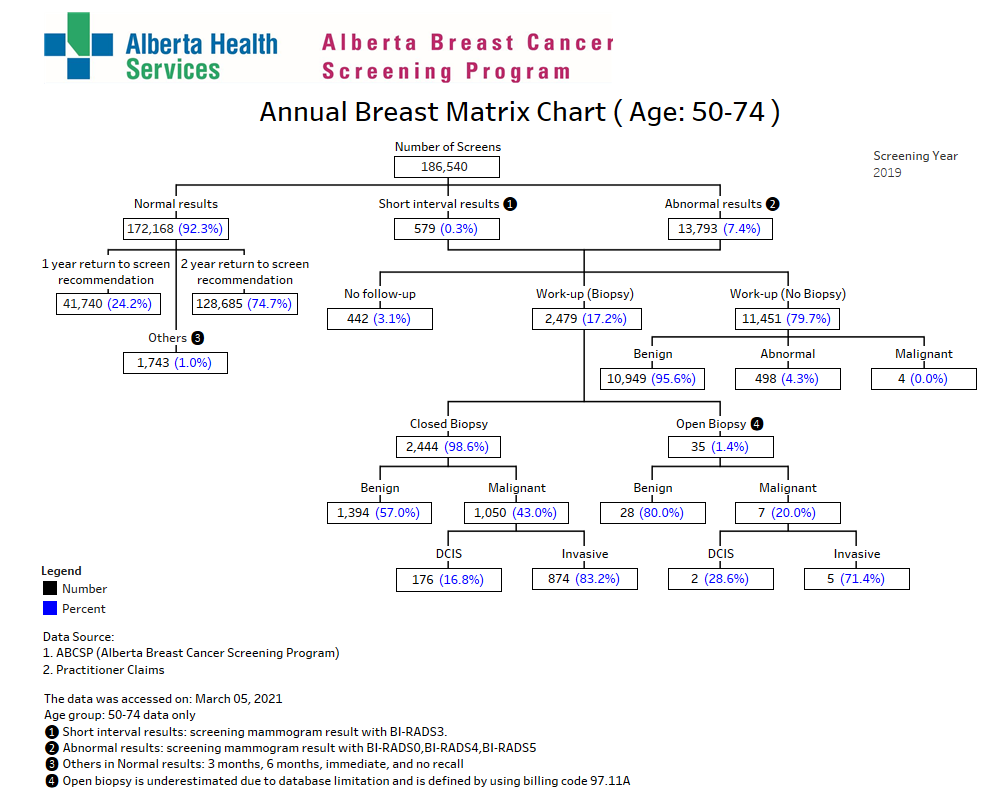 Alberta Health
Services
Alberta Breast Cancer
Screening Program
Annual Breast Matrix Chart ( Age: 50-74 )
Number of Screens
186,540
Screening Year
2019
Normal results
172,168 (92.3%)
Short interval results ❶
579 (0.3%)
Abnormal results ❷
13,793 (7.4%)
1 year return to screen
recommendation
41,740 (24.2%)
2 year return to screen
recommendation
128,685 (74.7%)
Others ❸
1,743 (1.0%)
No follow-up
442 (3.1%)
Work-up (Biopsy)
2,479 (17.2%)
Work-up (No Biopsy)
11,451 (79.7%)
Benign
10,949 (95.6%)
Abnormal
498 (4.3%)
Malignant
4 (0.0%)
Closed Biopsy
2,444 (98.6%)
Open Biopsy ❹
35 (1.4%)
Benign
1,394 (57.0%)
Malignant
1,050 (43.0%)
Benign
28 (80.0%)
Malignant
7 (20.0%)
DCIS
176 (16.8%)
Invasive
874 (83.2%)
DCIS
2 (28.6%)
Invasive
5 (71.4%)
Legend
Number
Percent
Data Source:
1. ABCSP (Alberta Breast Cancer Screening Program)
2. Practitioner Claims
The data was accessed on: March 05, 2021
Age group: 50-74 data only
❶ Short interval results: screening mammogram result with BI-RADS3.
❷ Abnormal results: screening mammogram result with BI-RADS0,BI-RADS4,BI-RADS5
❸ Others in Normal results: 3 months, 6 months, immediate, and no recall
❹ Open biopsy is underestimated due to database limitation and is defined by using billing code 97.11A